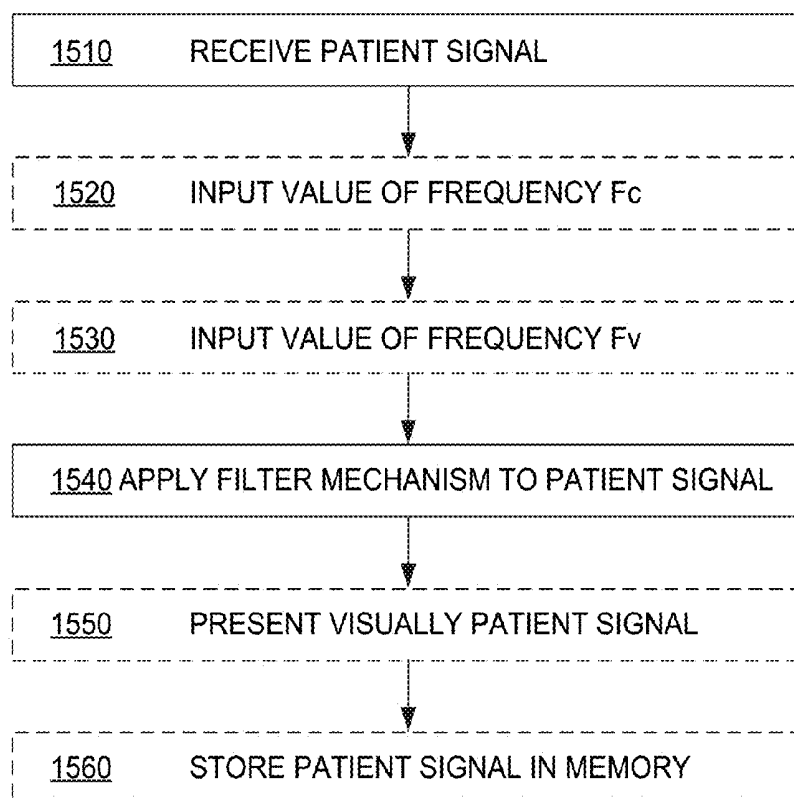 1510 RECEIVE PATIENT SIGNAL
1520 INPUT VALUE OF FREQUENCY Fc
1530 INPUT VALUE OF FREQUENCY Fv
1540 APPLY FILTER MECHANISM TO PATIENT SIGNAL
1550 PRESENT VISUALLY PATIENT SIGNAL
1560 STORE PATIENT SIGNAL IN MEMORY